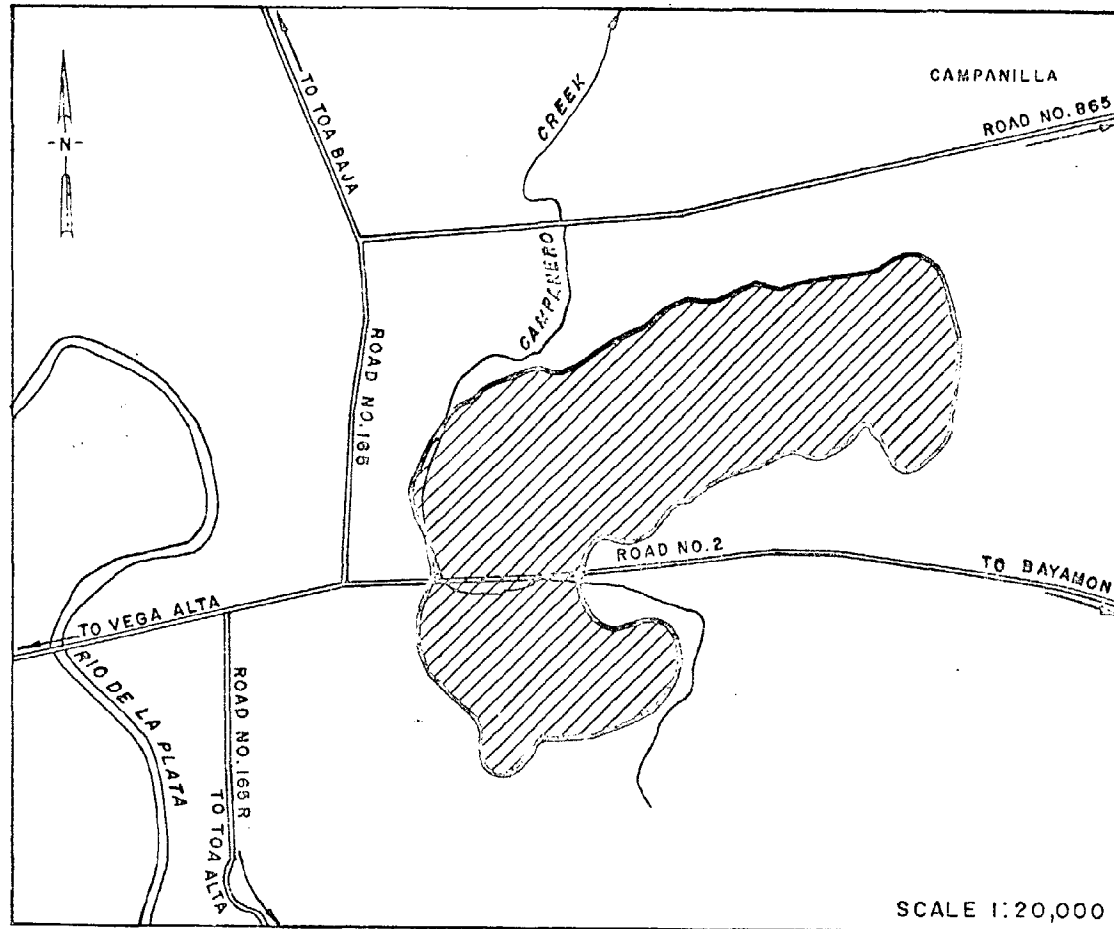 CAMPANILLA
ROAD NO. 865
-N-
TO TOA BAJA
CREEK
CAMPANERO
ROAD NO. 165
ROAD NO. 2
TO BAYAMON
TO VEGA ALTA
RIO DE LA PLATA
ROAD NO. 165 R
TO TOA ALTA
SCALE 1:20,000